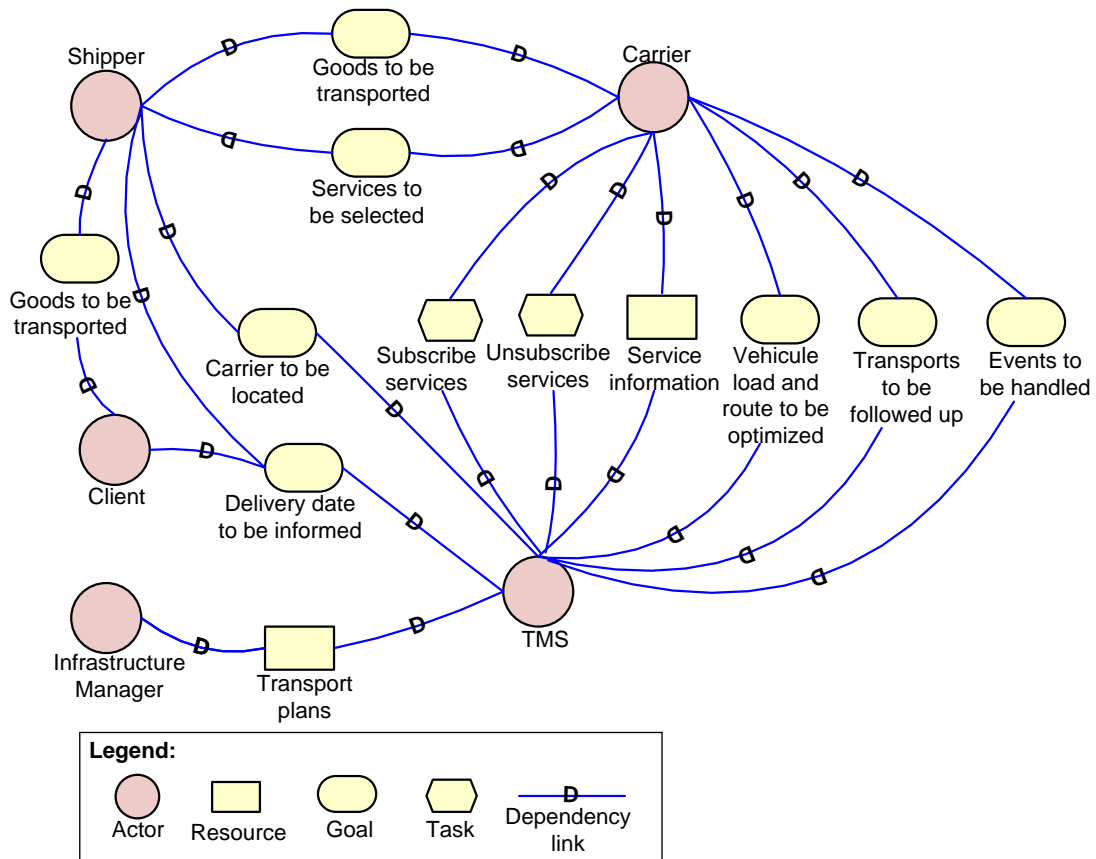 Shipper
D
Goods to be
transported
D
Carrier
D
Services to
be selected
D
D
Goods to be
transported
D
Client
D
D
D
Carrier to be
located
D
D
Delivery date
to be informed
D
D
Subscribe
services
D
D
Unsubscribe
services
D
D
Service
information
D
D
Vehicule
load and
route to be
optimized
D
D
Transports
to be
followed up
D
D
Events to
be handled
D
TMS
Infrastructure
Manager
D
Transport
plans
D
Legend:
Actor
Resource
Goal
Task
D
Dependency
link